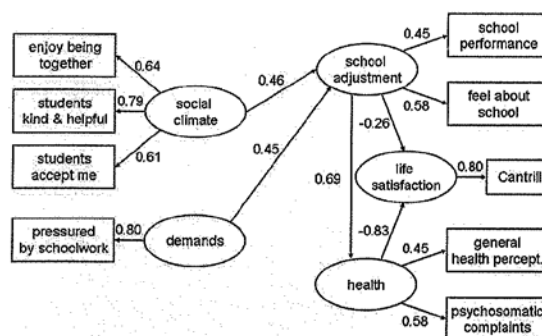 enjoy being
together
students
kind & helpful
students
accept me
pressured
by schoolwork
0.64
0.79
0.61
0.80
social
climate
demands
0.46
0.45
school
adjustment
0.45
0.58
school
performance
feel about
school
-0.26
0.69
life
satisfaction
0.80
Cantrill
-0.83
health
0.45
0.58
general
health percept.
psychosomatic
complaints